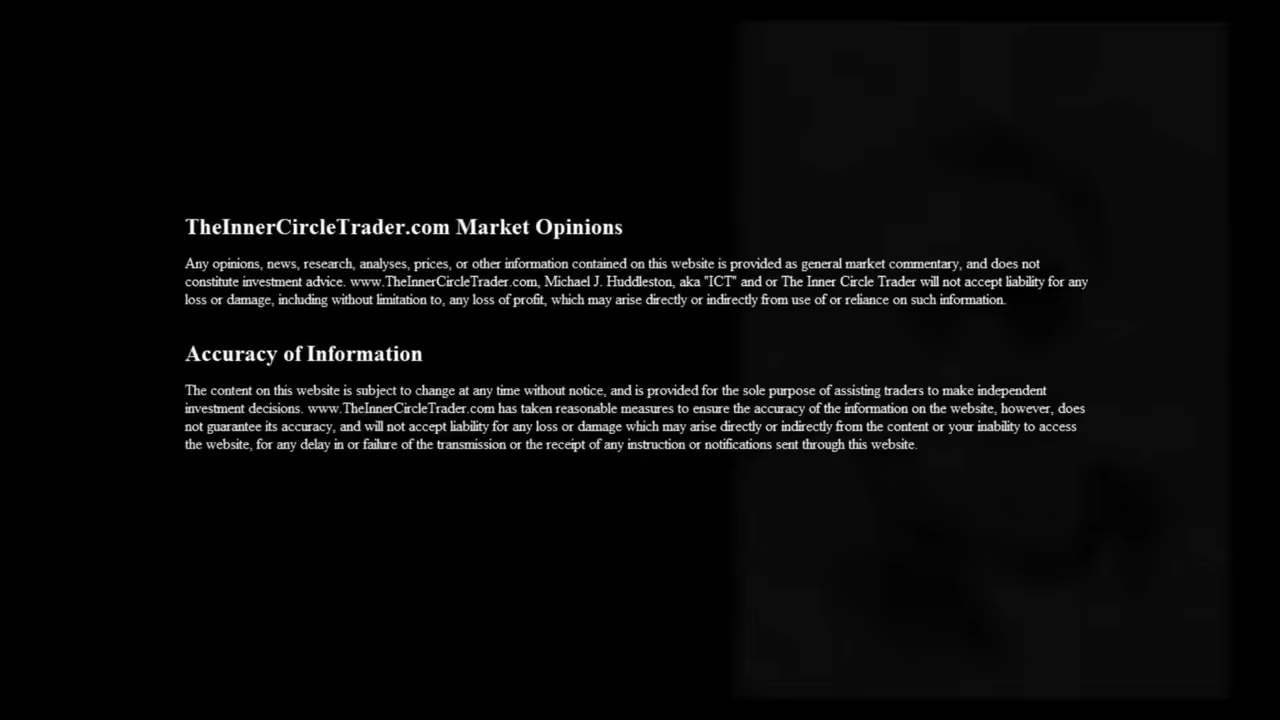 TheInnerCircleTrader.com Market Opinions
Any opinions, news, research, analyses, prices, or other information contained on this website is provided as general market commentary, and does not
constitute investment advice. www.TheInnerCircleTrader.com, Michael J. Huddleston, aka "ICT" and or The Inner Circle Trader will not accept liability for any
loss or damage, including without limitation to, any loss of profit, which may arise directly or indirectly from use of or reliance on such information.
Accuracy of Information
The content on this website is subject to change at any time without notice, and is provided for the sole purpose of assisting traders to make independent
investment decisions. www.TheInnerCircleTrader.com has taken reasonable measures to ensure the accuracy of the information on the website, however, does
not guarantee its accuracy, and will not accept liability for any loss or damage which may arise directly or indirectly from the content or your inability to access
the website, for any delay in or failure of the transmission or the receipt of any instruction or notifications sent through this website.